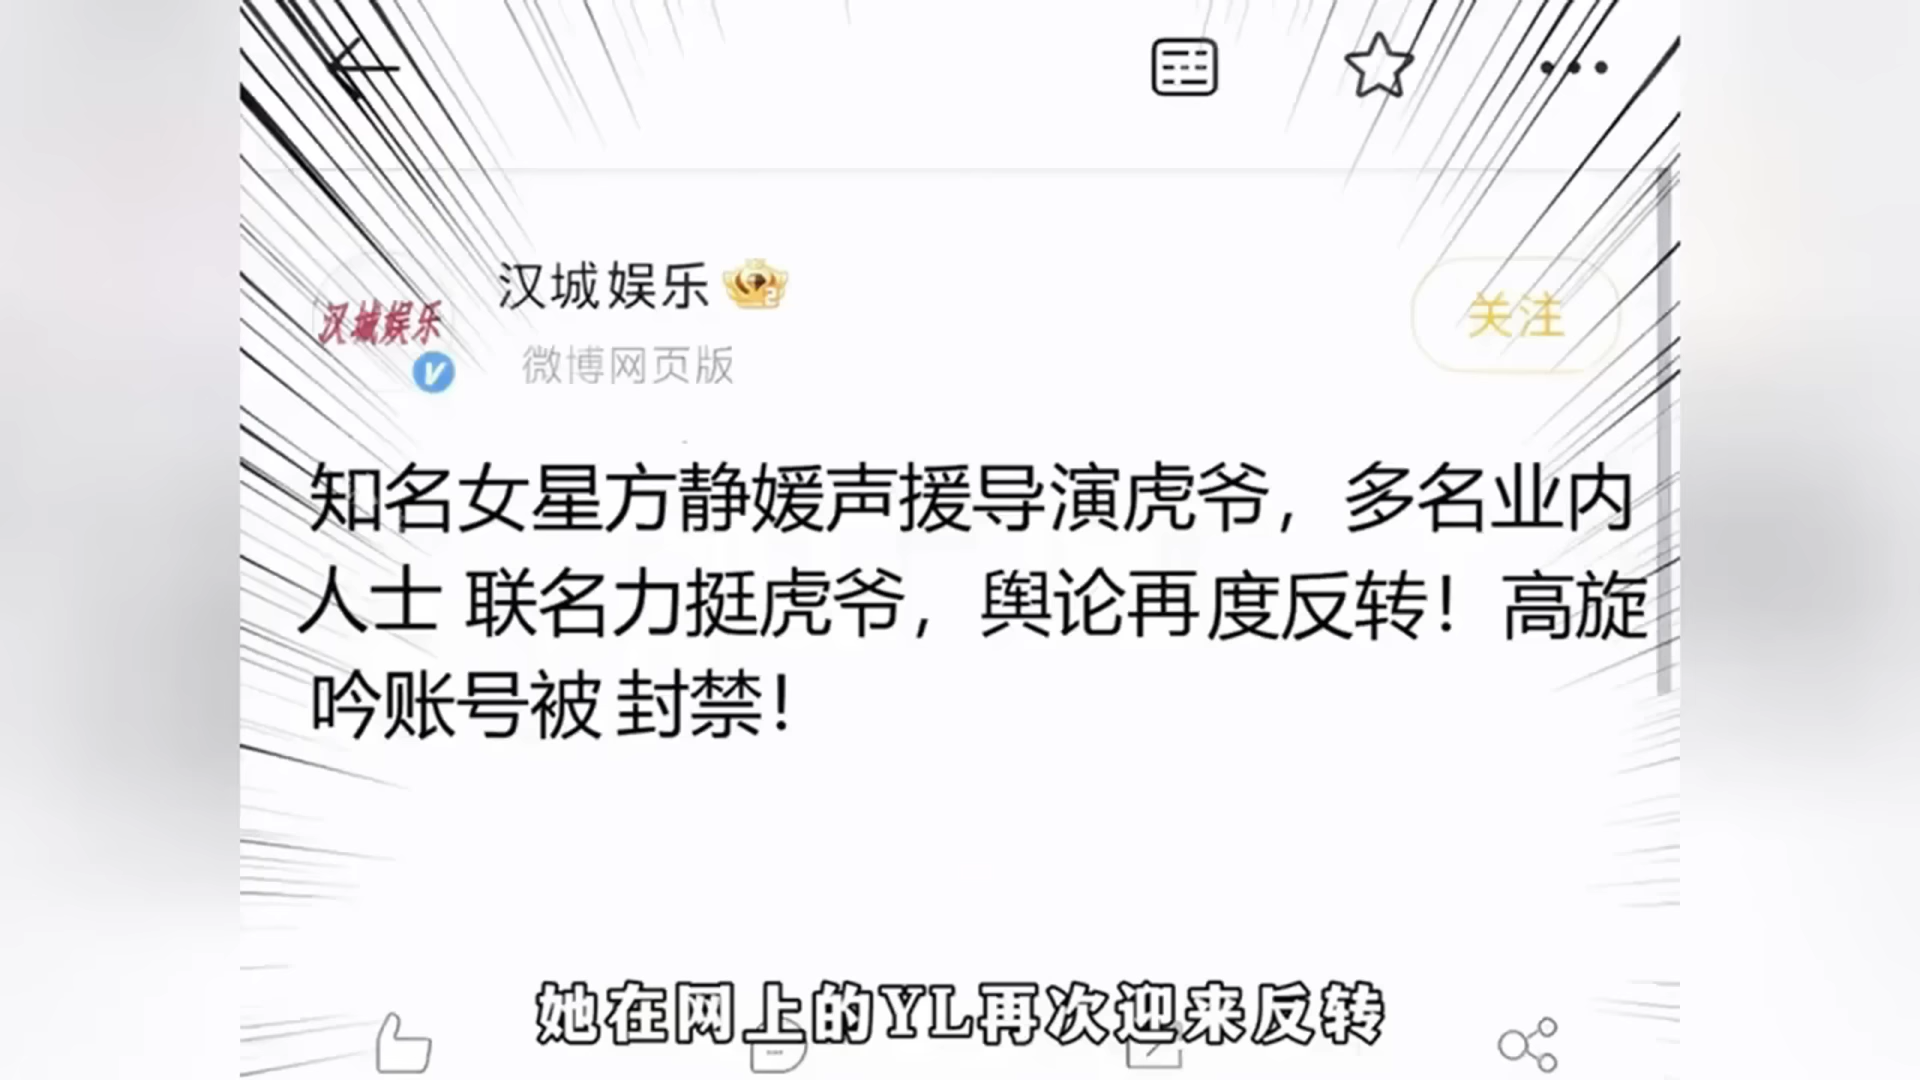 汉城娱乐
汉城娱乐
微博网页版
关注
知名女星方静媛声援导演虎爷，多名业内
人士 联名力挺虎爷，舆论再度反转！高旋
吟账号被 封禁！
她在网上的YL再次迎来反转